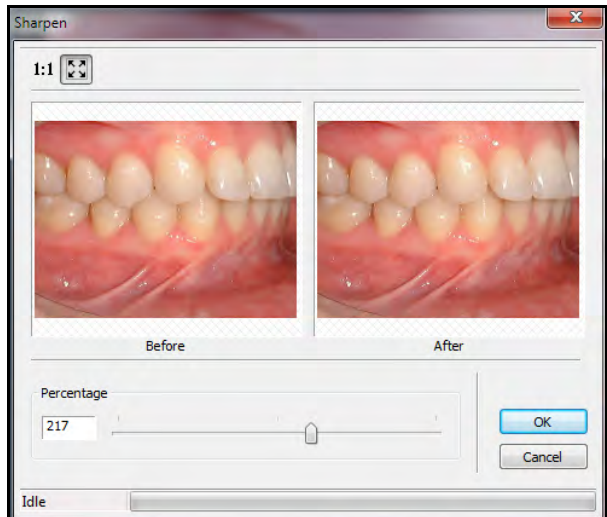 Sharpen
1:1
Before
After
Percentage
217
OK
Cancel
Idle